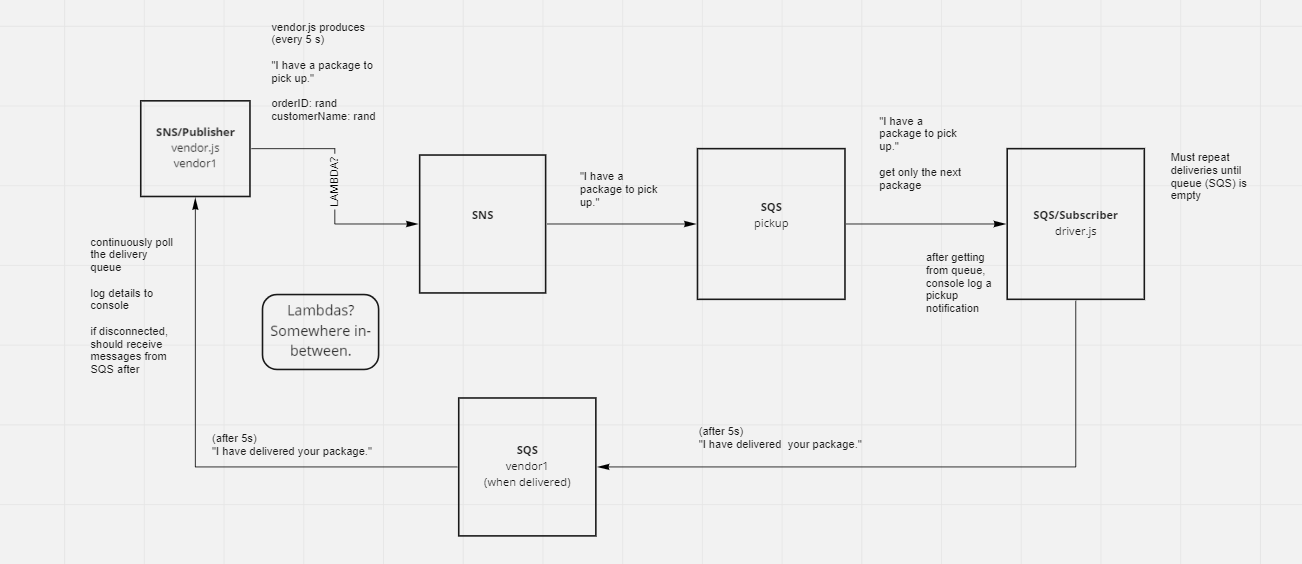 vendor.js produces
(every 5 s)
"I have a package to
pick up."
orderID: rand
customerName: rand
SNS/Publisher
vendor.js
vendor1
LAMBDA?
SNS
"I have a
package to pick
up."
SQS
pickup
"I have a
package to pick
up."
get only the next
package
SQS/Subscriber
driver.js
Must repeat
deliveries until
queue (SQS) is
empty
after getting
from queue,
console log a
pickup
notification
continuously poll
the delivery
queue
log details to
console
if disconnected,
should receive
messages from
SQS after
Lambdas?
Somewhere in-
between.
(after 5s)
"I have delivered your package."
SQS
vendor1
(when delivered)
(after 5s)
"I have delivered  your package."